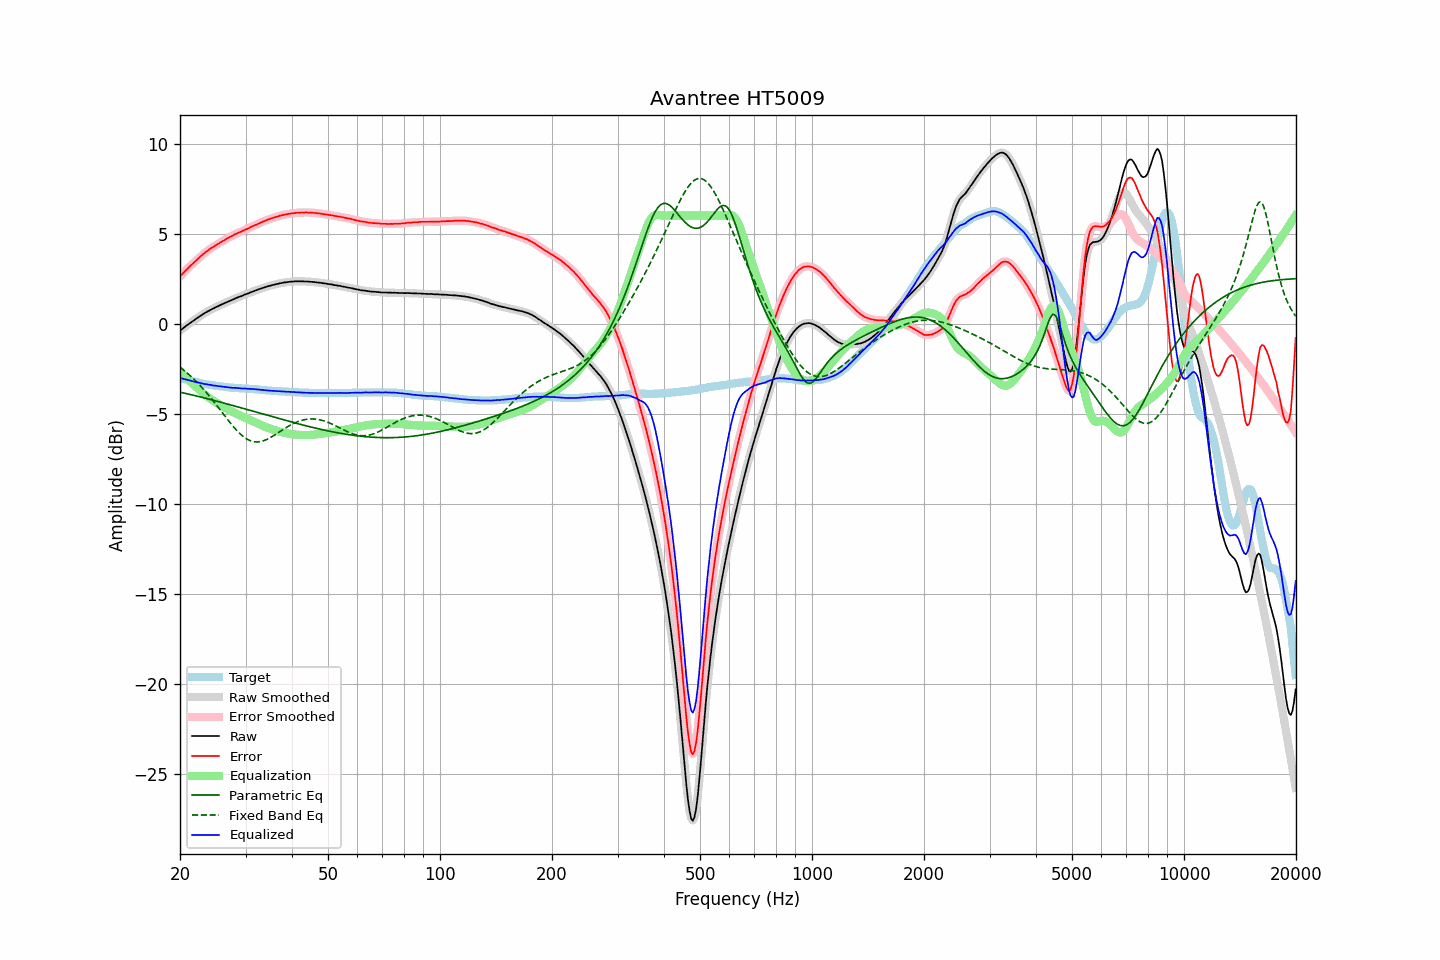 Avantree HT5009
Amplitude (dBr)
10
5
0
−5
−10
−15
−20
−25
Target
Raw Smoothed
Error Smoothed
Raw
Error
Equalization
Parametric Eq
Fixed Band Eq
Equalized
20 50 100 200 500 1000 2000 5000 10000 20000
Frequency (Hz)